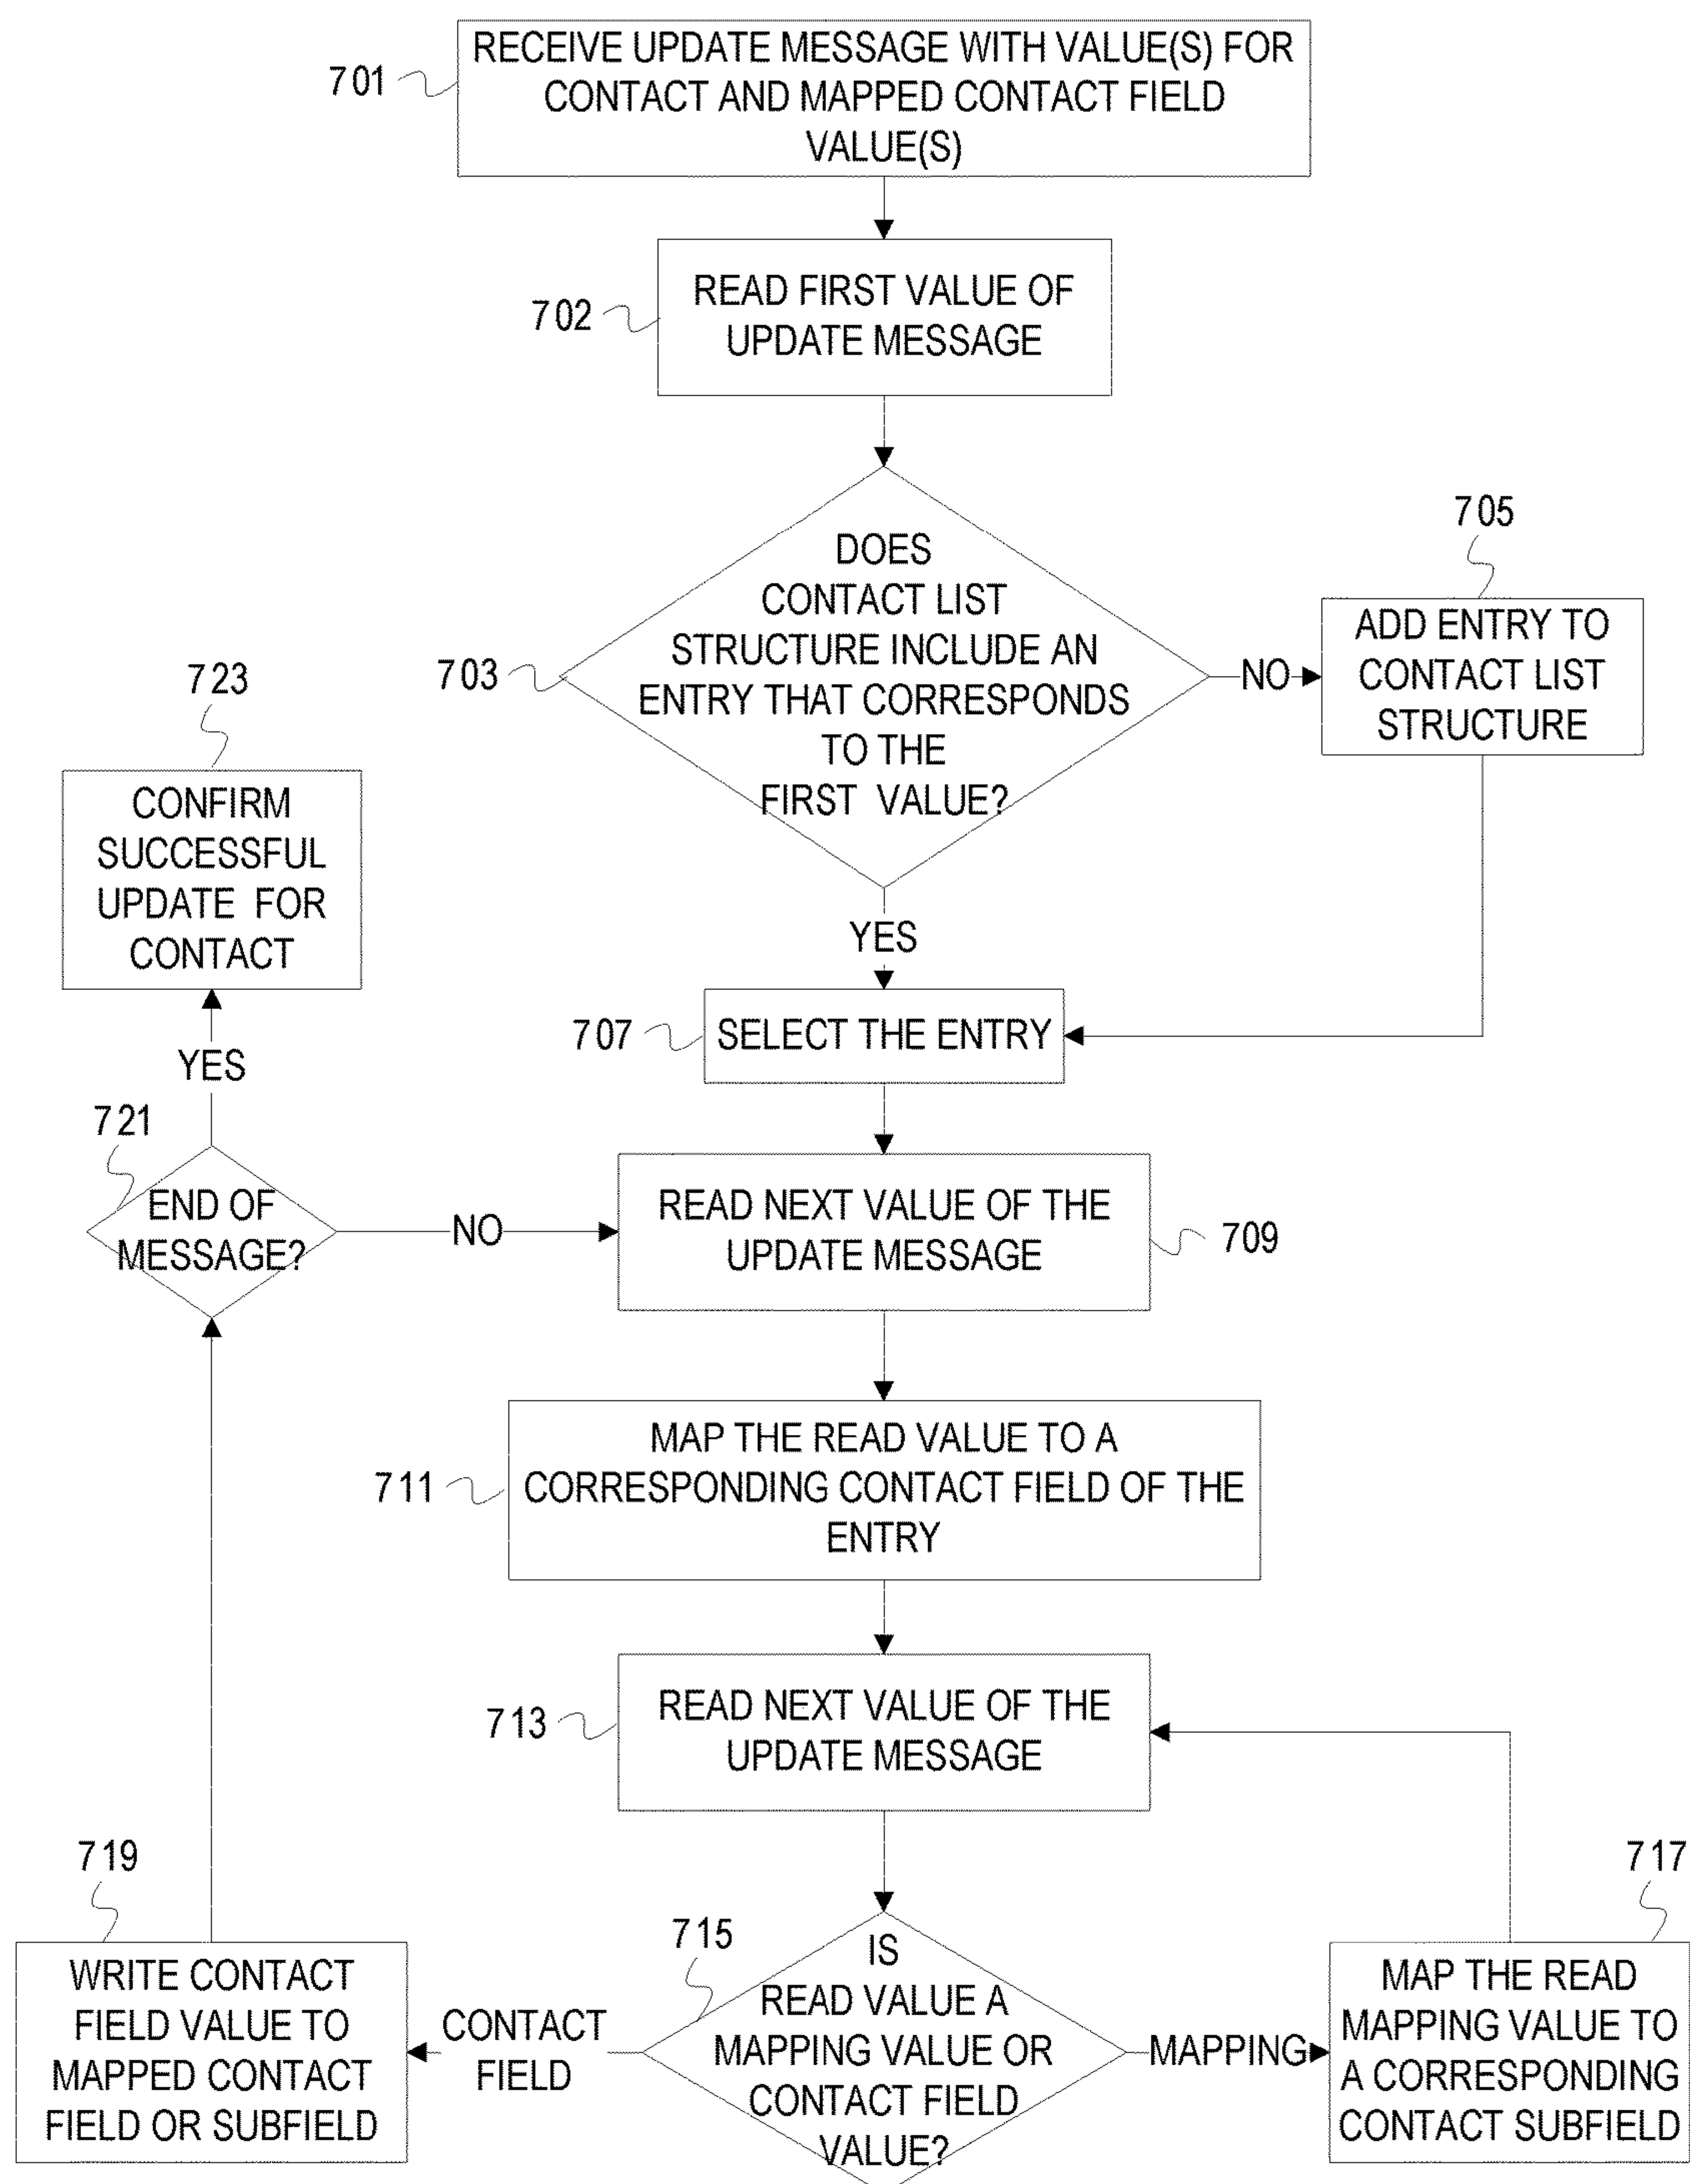 701
RECEIVE UPDATE MESSAGE WITH VALUE(S) FOR
CONTACT AND MAPPED CONTACT FIELD
VALUE(S)
702
READ FIRST VALUE OF
UPDATE MESSAGE
703
DOES
CONTACT LIST
STRUCTURE INCLUDE AN
ENTRY THAT CORRESPONDS
TO THE
FIRST VALUE?
NO
705
ADD ENTRY TO
CONTACT LIST
STRUCTURE
YES
707
SELECT THE ENTRY
723
CONFIRM
SUCCESSFUL
UPDATE FOR
CONTACT
YES
721
END OF
MESSAGE?
NO
READ NEXT VALUE OF THE
UPDATE MESSAGE
709
711
MAP THE READ VALUE TO A
CORRESPONDING CONTACT FIELD OF THE
ENTRY
713
READ NEXT VALUE OF THE
UPDATE MESSAGE
715
IS
READ VALUE A
MAPPING VALUE OR
CONTACT FIELD
VALUE?
MAPPING
717
MAP THE READ
MAPPING VALUE TO
A CORRESPONDING
CONTACT SUBFIELD
CONTACT
FIELD
719
WRITE CONTACT
FIELD VALUE TO
MAPPED CONTACT
FIELD OR SUBFIELD